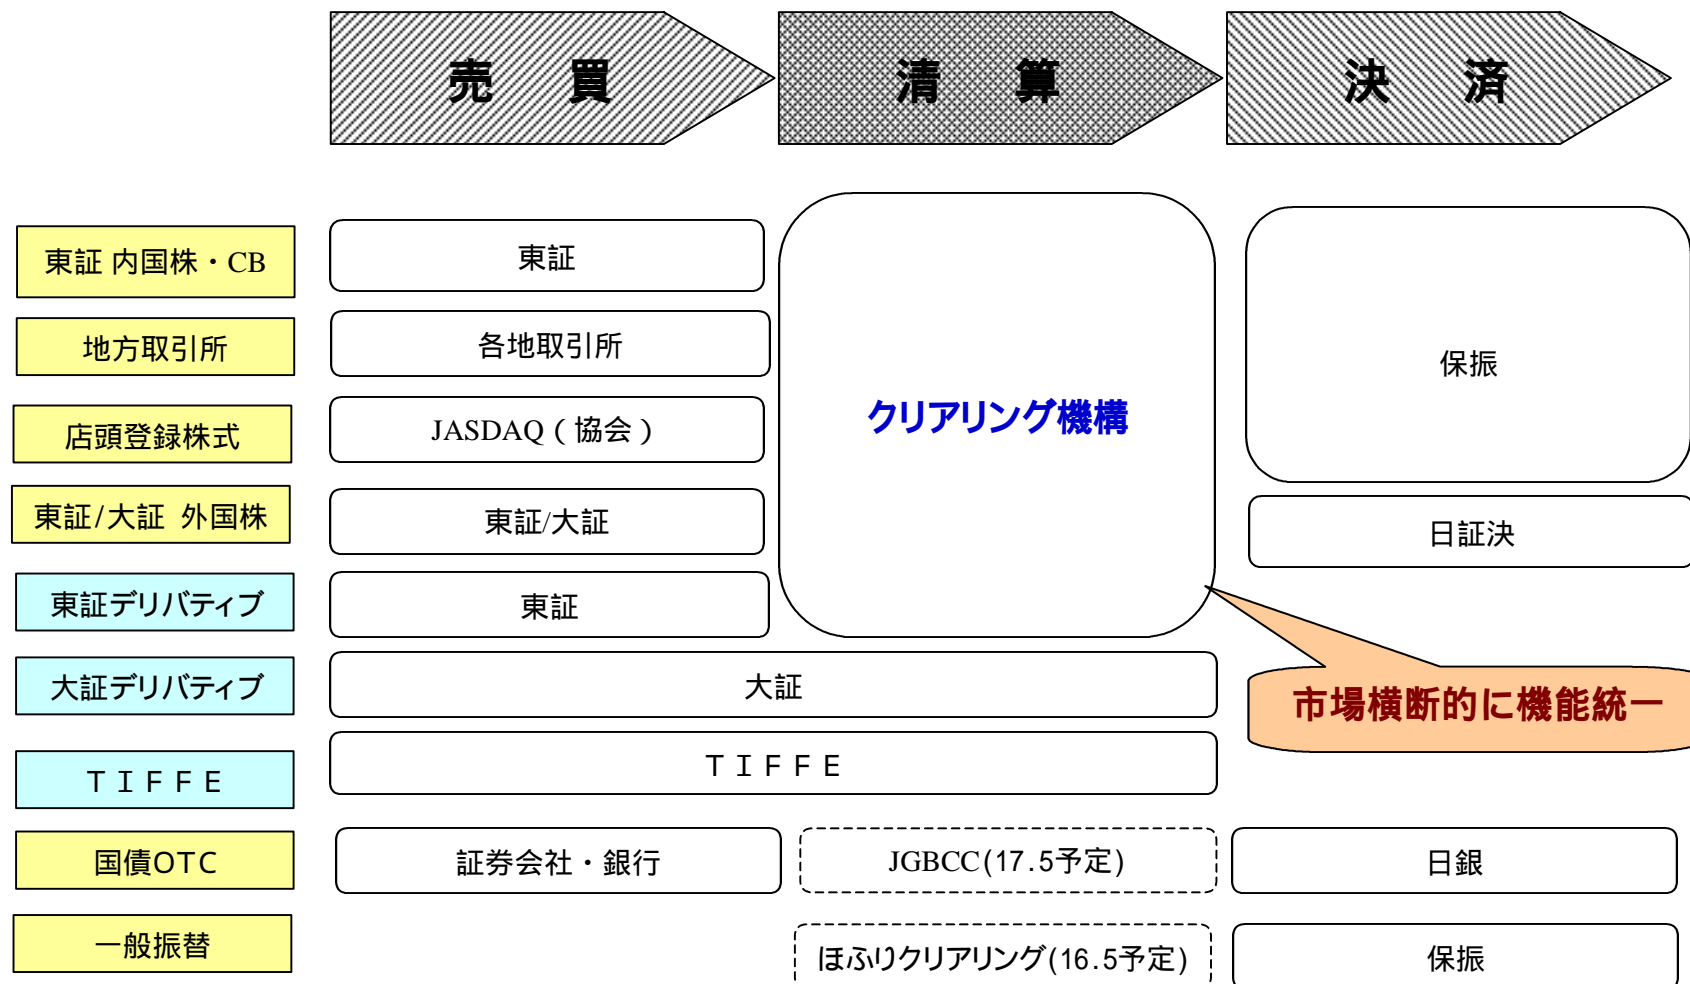 売　買
清　算
決　済
東証 内国株・CB
東証
クリアリング機構
保振
地方取引所
各地取引所
店頭登録株式
JASDAQ（協会）
東証/大証 外国株
東証/大証
日証決
東証デリバティブ
東証
大証デリバティブ
大証
市場横断的に機能統一
ＴＩＦＦＥ
ＴＩＦＦＥ
国債OTC
証券会社・銀行
JGBCC(17.5予定)
日銀
一般振替
ほふりクリアリング(16.5予定)
保振